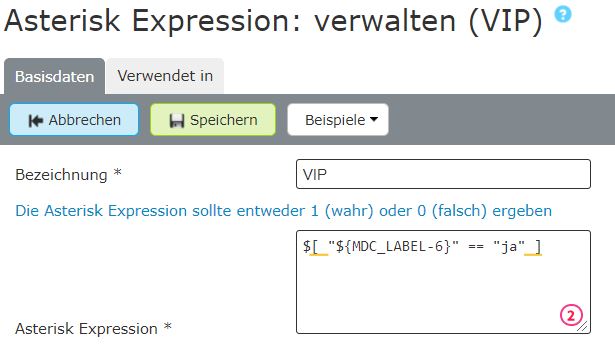 Asterisk Expression: verwalten (VIP) ?
Basisdaten Verwendet in
Abbrechen Speichern Beispiele
Bezeichnung * VIP
Die Asterisk Expression sollte entweder 1 (wahr) oder 0 (falsch) ergeben
$[ "${MDC_LABEL-6}" == "ja" ]
2
Asterisk Expression *